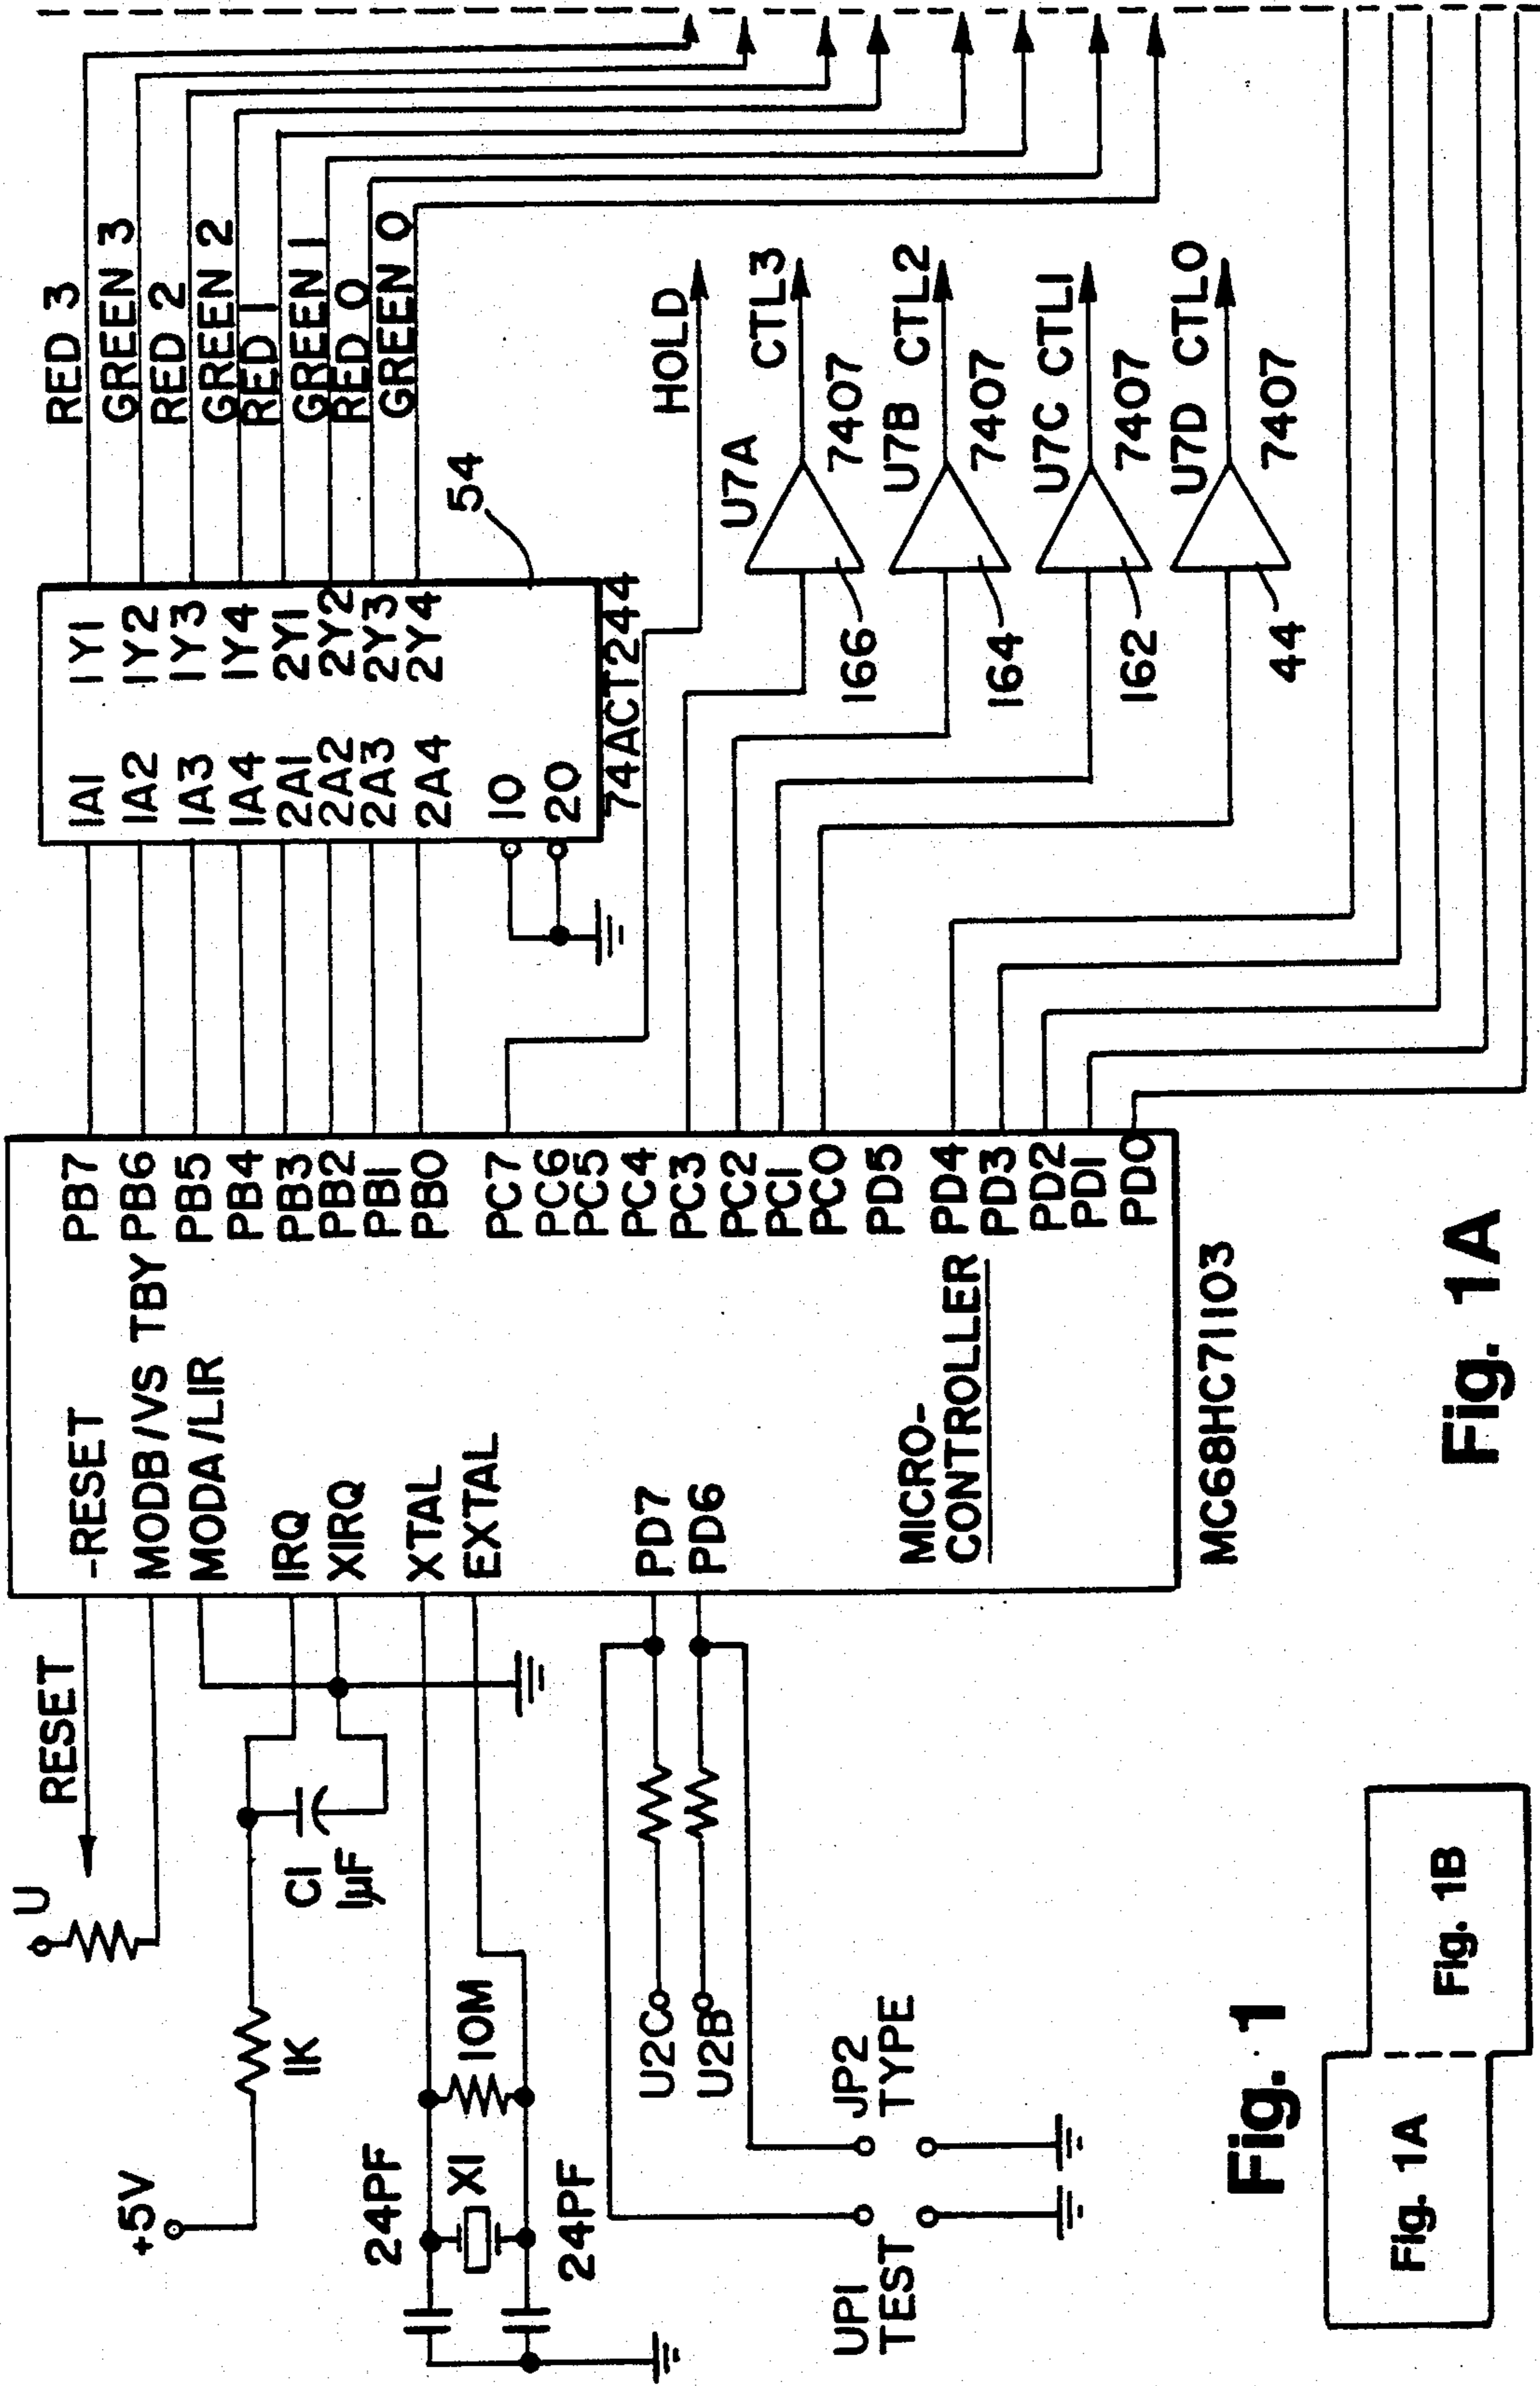 U
RESET
+5V
1K
C1
1µF
24PF
X1
10M
24PF
U2C
U2B
UP1
TEST
JP2
TYPE
-RESET
MODB/VS TBY
MODA/LIR
IRQ
XIRQ
XTAL
EXTAL
PD7
PD6
MICRO-
CONTROLLER
MC68HC71103
PB7
PB6
PB5
PB4
PB3
PB2
PB1
PB0
PC7
PC6
PC5
PC4
PC3
PC2
PC1
PC0
PD5
PD4
PD3
PD2
PD1
PD0
1A1 1Y1
1A2 1Y2
1A3 1Y3
1A4 1Y4
2A1 2Y1
2A2 2Y2
2A3 2Y3
2A4 2Y4
10
20
74ACT244
54
RED 3
GREEN 3
RED 2
GREEN 2
RED 1
GREEN 1
RED 0
GREEN 0
HOLD
U7A CTL3
166 7407
U7B CTL2
164 7407
U7C CTL1
162 7407
U7D CTL0
44 7407
Fig. 1
Fig. 1A
Fig. 1B
Fig. 1A